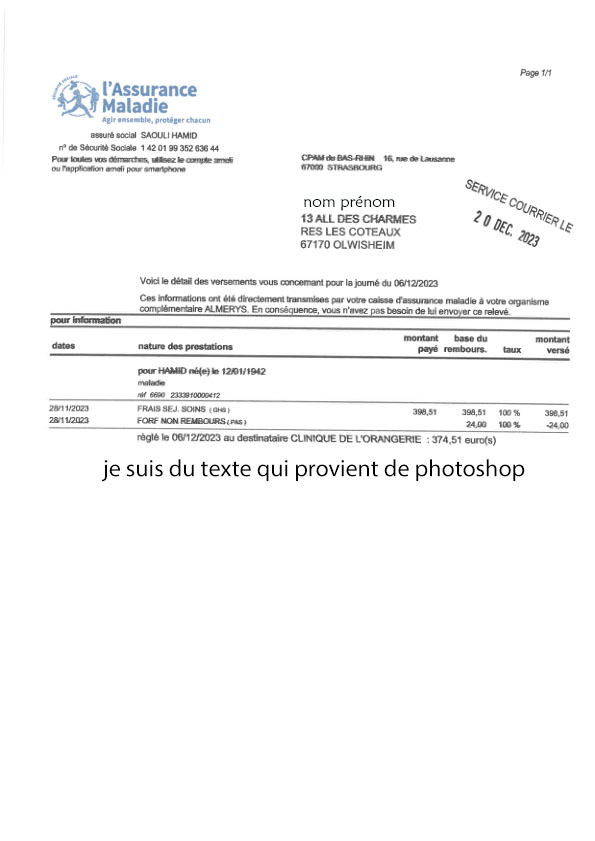 Page 1/1
SÉCURITÉ SOCIALE
l'Assurance
Maladie
Agir ensemble, protéger chacun
assuré social SAOULI HAMID
n° de Sécurité Sociale 1 42 01 99 352 636 44
Pour toutes vos démarches, utilisez le compte ameli
ou l'application ameli pour smartphone
CPAM du BAS-RHIN 16, rue de Lausanne
67000 STRASBOURG
nom prénom
13 ALL DES CHARMES
RES LES COTEAUX
67170 OLWISHEIM
SERVICE COURRIER LE
20 DEC. 2023
Voici le détail des versements vous concernant pour la journé du 06/12/2023
Ces informations ont été directement transmises par votre caisse d'assurance maladie à votre organisme
complémentaire ALMERYS. En conséquence, vous n'avez pas besoin de lui envoyer ce relevé.
pour information
dates nature des prestations montant payé base du rembours. taux montant versé
pour HAMID né(e) le 12/01/1942
maladie
réf 6690 2333910000412
28/11/2023 FRAIS SEJ. SOINS (GHS) 398,51 398,51 100 % 398,51
28/11/2023 FORF NON REMBOURS (PAS) 24,00 100 % -24,00
réglé le 06/12/2023 au destinataire CLINIQUE DE L'ORANGERIE : 374,51 euro(s)
je suis du texte qui provient de photoshop